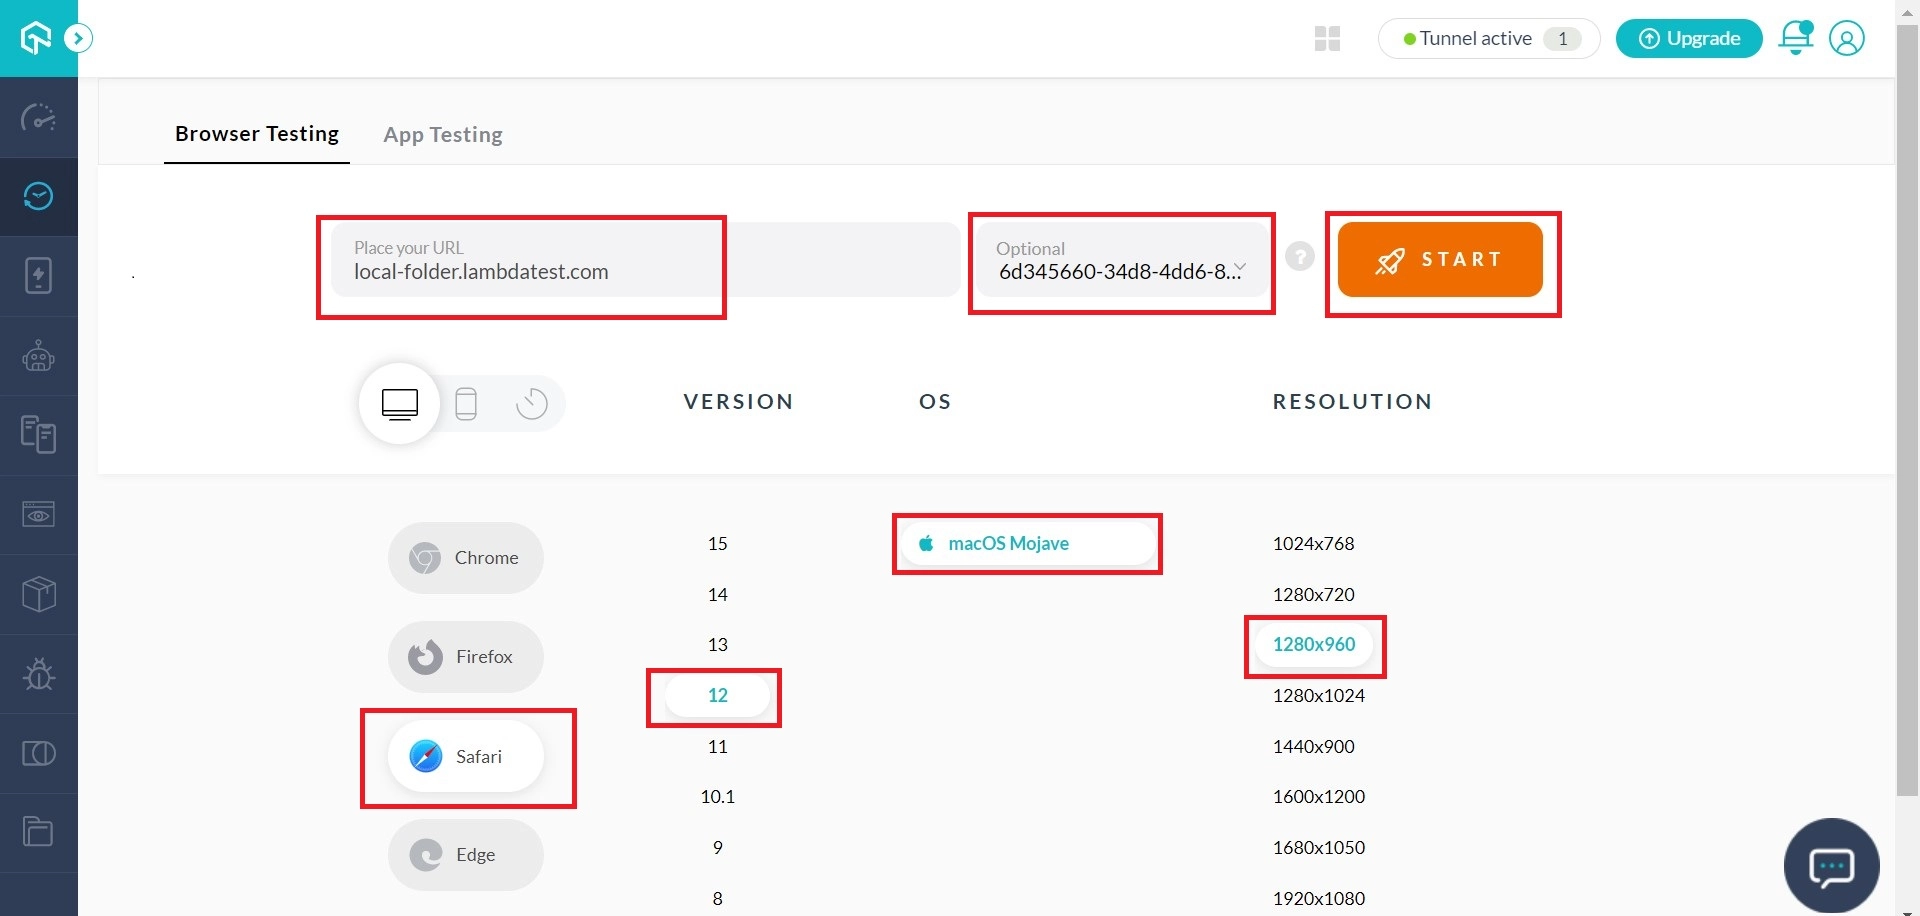 Tunnel active 1
Upgrade
Browser Testing
App Testing
Place your URL
local-folder.lambdatest.com
Optional
6d345660-34d8-4dd6-8...
?
START
VERSION
OS
RESOLUTION
Chrome
Firefox
Safari
Edge
15
14
13
12
11
10.1
9
8
macOS Mojave
1024x768
1280x720
1280x960
1280x1024
1440x900
1600x1200
1680x1050
1920x1080